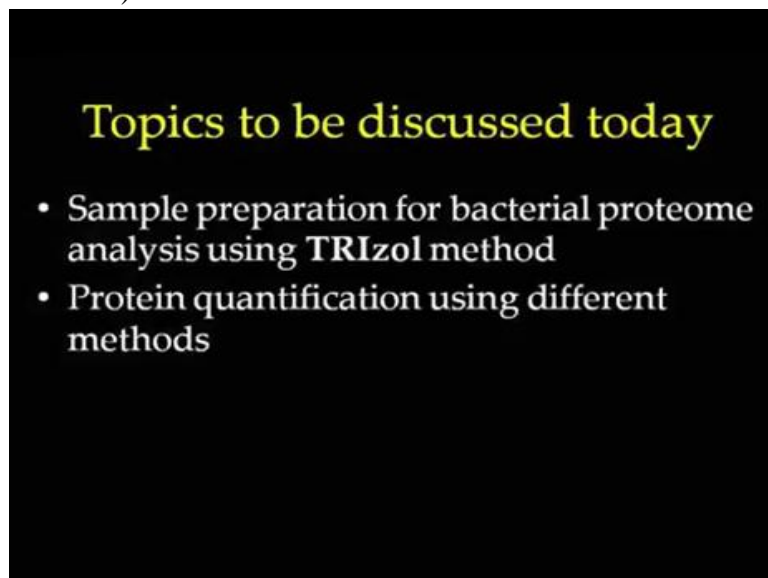 Topics to be discussed today
• Sample preparation for bacterial proteome
analysis using TRIzol method
• Protein quantification using different
methods